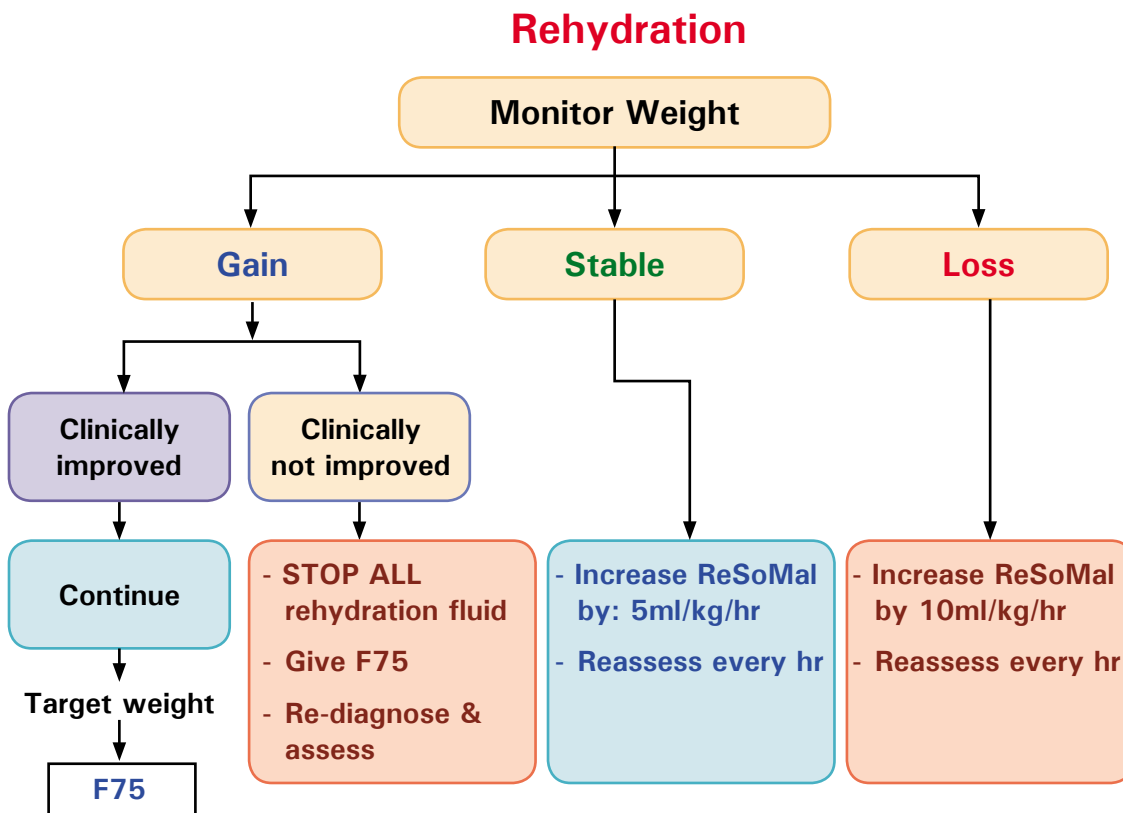 Rehydration
Monitor Weight
Gain
Stable
Loss
Clinically
improved
Clinically
not improved
Continue
Target weight
F75
- STOP ALL
rehydration fluid
- Give F75
- Re-diagnose &
assess
- Increase ReSoMal
by: 5ml/kg/hr
- Reassess every hr
- Increase ReSoMal
by 10ml/kg/hr
- Reassess every hr